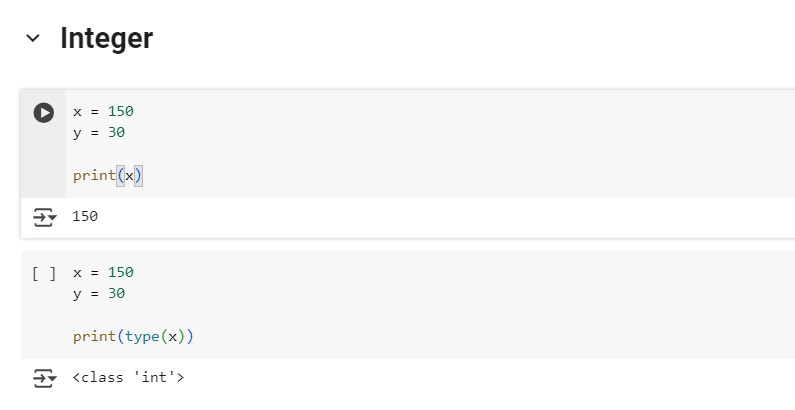 Integer
x = 150
y = 30
print(x)
150
[ ] x = 150
y = 30
print(type(x))
<class 'int'>